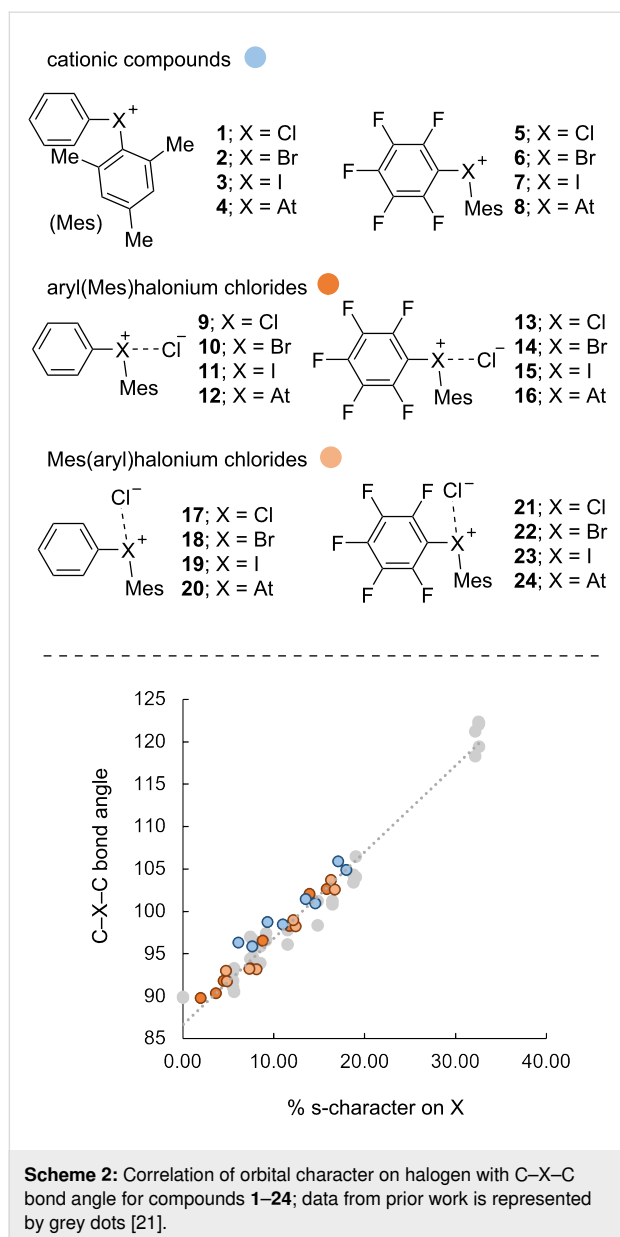 cationic compounds
X+
Me
Me
(Mes)
Me
1; X = Cl
2; X = Br
3; X = I
4; X = At
F
F
F
X+
F
F
Mes
5; X = Cl
6; X = Br
7; X = I
8; X = At
aryl(Mes)halonium chlorides
X+---Cl−
Mes
9; X = Cl
10; X = Br
11; X = I
12; X = At
F
F
F
X+---Cl−
F
F
Mes
13; X = Cl
14; X = Br
15; X = I
16; X = At
Mes(aryl)halonium chlorides
Cl−
X+
Mes
17; X = Cl
18; X = Br
19; X = I
20; X = At
F
F
Cl−
F
X+
F
F
Mes
21; X = Cl
22; X = Br
23; X = I
24; X = At
C–X–C bond angle
125
120
115
110
105
100
95
90
85
0.00 10.00 20.00 30.00 40.00
% s-character on X
Scheme 2: Correlation of orbital character on halogen with C–X–C
bond angle for compounds 1–24; data from prior work is represented
by grey dots [21].